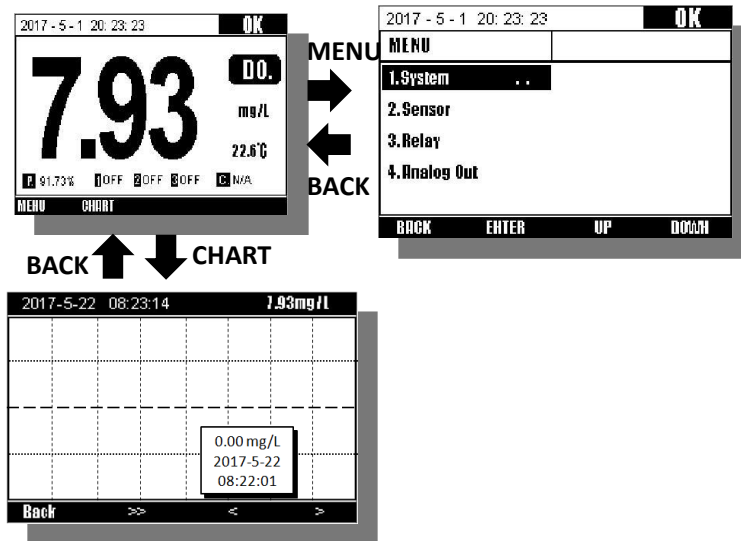 2017 - 5 - 1 20: 23: 23 OK
7.93 DO.
mg/L
22.6℃
P. 91.73% 1 OFF 2 OFF 3 OFF C N/A
MENU CHART
MENU
BACK
2017 - 5 - 1 20: 23: 23 OK
MENU
1.System ..
2.Sensor
3.Relay
4.Analog Out
BACK ENTER UP DOWN
BACK
CHART
2017-5-22 08:23:14 7.93mg/L
0.00 mg/L
2017-5-22
08:22:01
Back >> < >